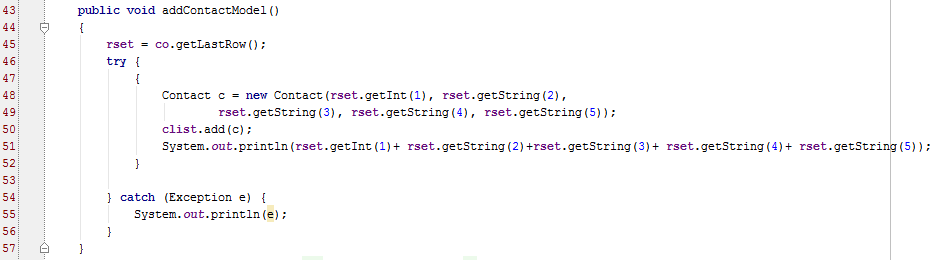 43 public void addContactModel()
44 {
45 rset = co.getLastRow();
46 try {
47 {
48 Contact c = new Contact(rset.getInt(1), rset.getString(2),
49 rset.getString(3), rset.getString(4), rset.getString(5));
50 clist.add(c);
51 System.out.println(rset.getInt(1)+ rset.getString(2)+rset.getString(3)+ rset.getString(4)+ rset.getString(5));
52 }
53
54 } catch (Exception e) {
55 System.out.println(e);
56 }
57 }